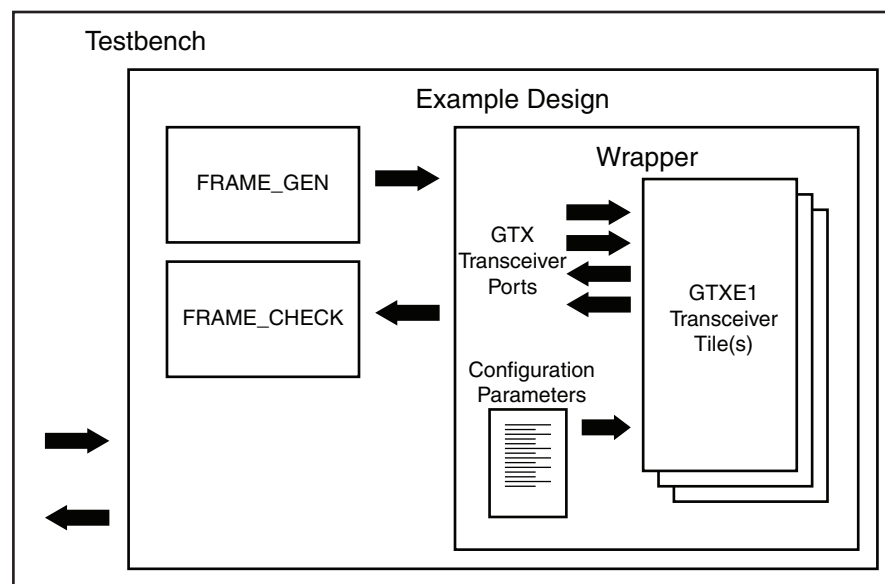 Testbench
Example Design
FRAME_GEN
Wrapper
GTX
Transceiver
Ports
GTXE1
Transceiver
Tile(s)
FRAME_CHECK
Configuration
Parameters